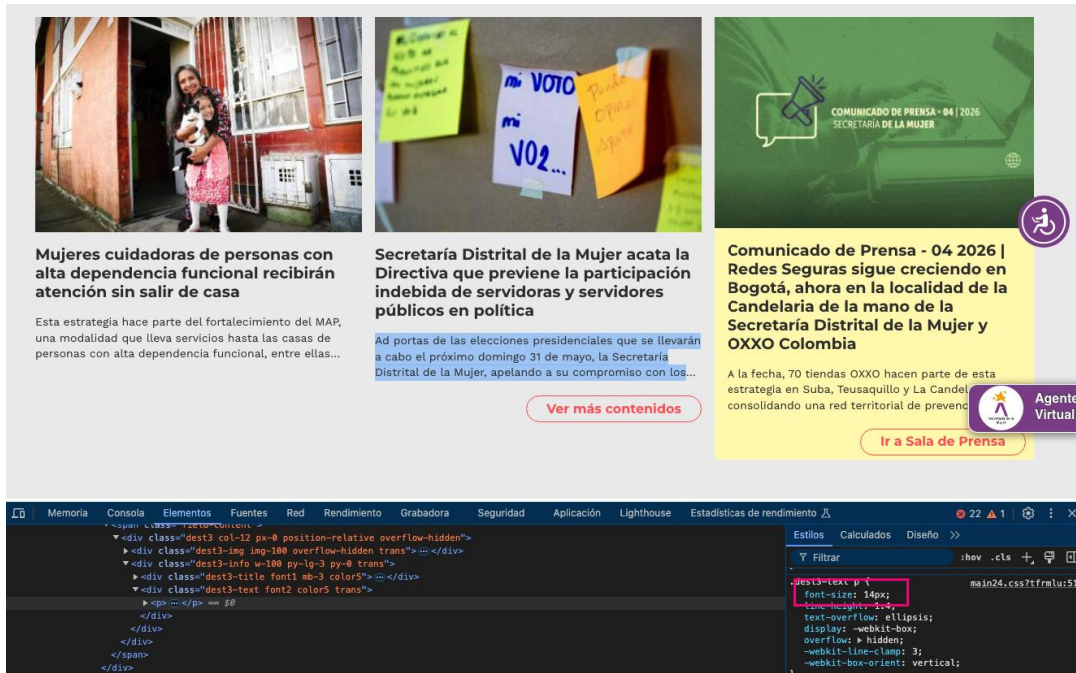 mi VOTO
mi
VO2...
COMUNICADO DE PRENSA - 04 | 2026
SECRETARÍA DE LA MUJER
Mujeres cuidadoras de personas con
alta dependencia funcional recibirán
atención sin salir de casa
Esta estrategia hace parte del fortalecimiento del MAP,
una modalidad que lleva servicios hasta las casas de
personas con alta dependencia funcional, entre ellas...
Secretaría Distrital de la Mujer acata la
Directiva que previene la participación
indebida de servidoras y servidores
públicos en política
Ad portas de las elecciones presidenciales que se llevarán
a cabo el próximo domingo 31 de mayo, la Secretaría
Distrital de la Mujer, apelando a su compromiso con los...
Ver más contenidos
Comunicado de Prensa - 04 2026 |
Redes Seguras sigue creciendo en
Bogotá, ahora en la localidad de la
Candelaria de la mano de la
Secretaría Distrital de la Mujer y
OXXO Colombia
A la fecha, 70 tiendas OXXO hacen parte de esta
estrategia en Suba, Teusaquillo y La Candel
consolidando una red territorial de prevenc
Ir a Sala de Prensa
Agente
Virtual
Memoria Consola Elementos Fuentes Red Rendimiento Grabadora Seguridad Aplicación Lighthouse Estadísticas de rendimiento 22 1
<span class="field-content">
<div class="dest3 col-12 px-0 position-relative overflow-hidden">
<div class="dest3-img img-100 overflow-hidden trans">…</div>
<div class="dest3-info w-100 py-lg-3 py-0 trans">
<div class="dest3-title font1 mb-3 color5">…</div>
<div class="dest3-text font2 color5 trans">
<p>…</p> == $0
</div>
</div>
</div>
</span>
</div>
Estilos Calculados Diseño >>
Filtrar :hov .cls +
.dest3-text p { main24.css?tfrmlu:51
font-size: 14px;
line-height: 1.4;
text-overflow: ellipsis;
display: -webkit-box;
overflow: hidden;
-webkit-line-clamp: 3;
-webkit-box-orient: vertical;